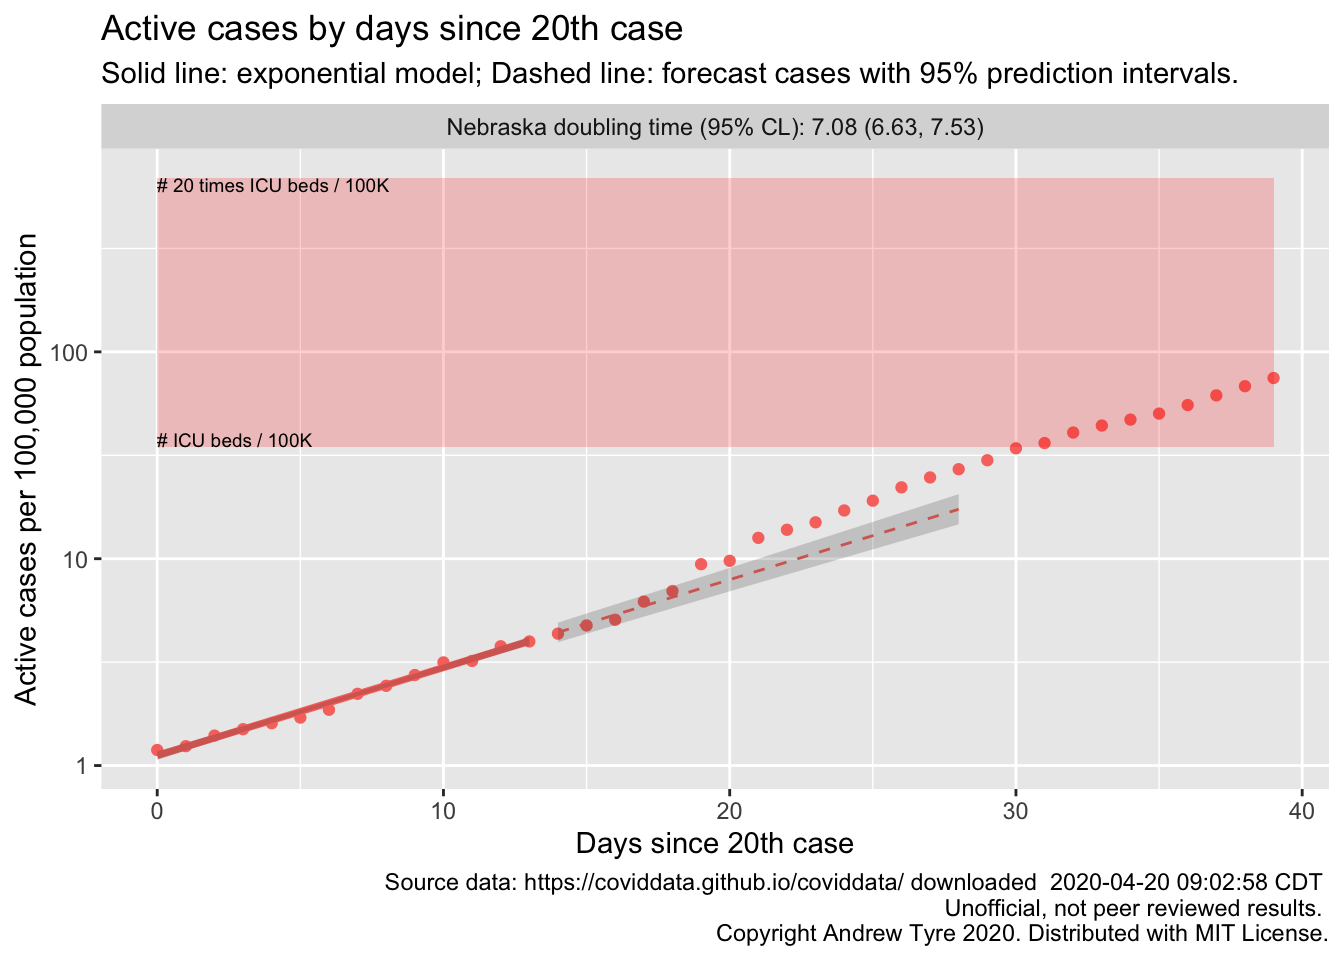 Active cases by days since 20th case
Solid line: exponential model; Dashed line: forecast cases with 95% prediction intervals.
Nebraska doubling time (95% CL): 7.08 (6.63, 7.53)
# 20 times ICU beds / 100K
Active cases per 100,000 population
100
# ICU beds / 100K
10
1
0 10 20 30 40
Days since 20th case
Source data: https://coviddata.github.io/coviddata/ downloaded  2020-04-20 09:02:58 CDT
Unofficial, not peer reviewed results.
Copyright Andrew Tyre 2020. Distributed with MIT License.